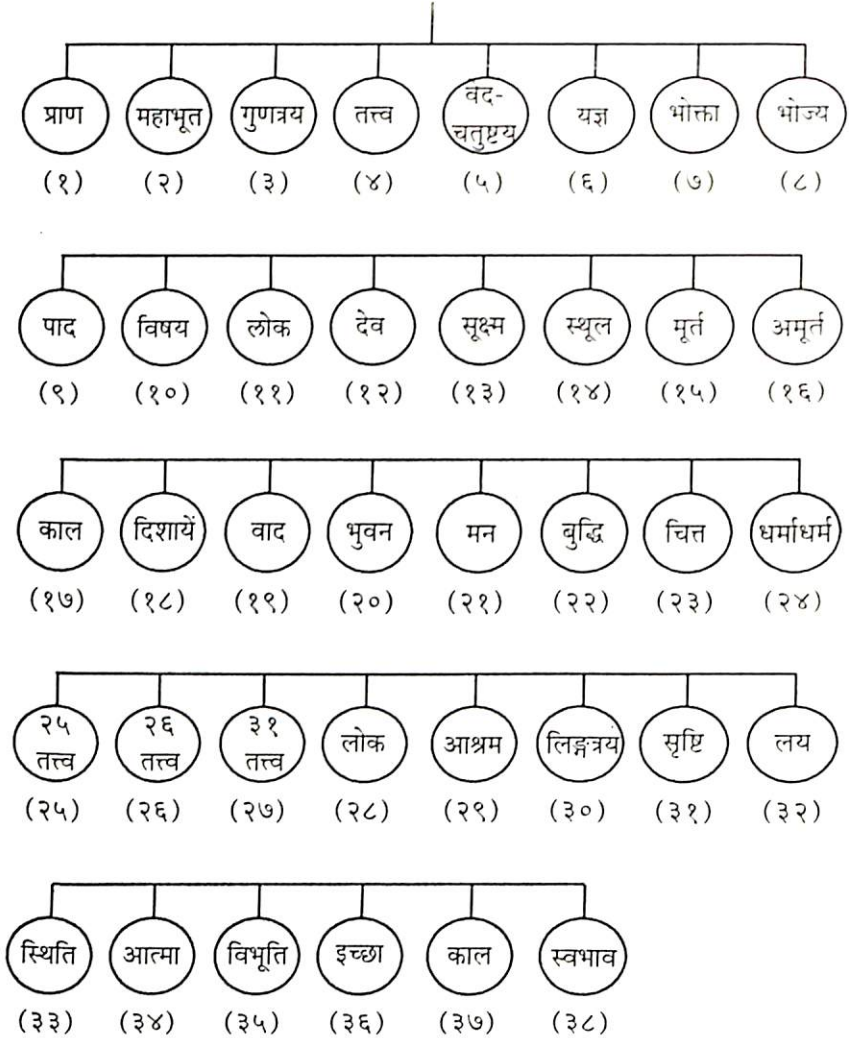 प्राण महाभूत गुणत्रय तत्त्व वेद-चतुष्टय यज्ञ भोक्ता भोज्य
(१) (२) (३) (४) (५) (६) (७) (८)
पाद विषय लोक देव सूक्ष्म स्थूल मूर्त अमूर्त
(९) (१०) (११) (१२) (१३) (१४) (१५) (१६)
काल दिशायें वाद भुवन मन बुद्धि चित्त धर्माधर्म
(१७) (१८) (१९) (२०) (२१) (२२) (२३) (२४)
२५ तत्त्व २६ तत्त्व ३१ तत्त्व लोक आश्रम लिङ्गत्रय सृष्टि लय
(२५) (२६) (२७) (२८) (२९) (३०) (३१) (३२)
स्थिति आत्मा विभूति इच्छा काल स्वभाव
(३३) (३४) (३५) (३६) (३७) (३८)